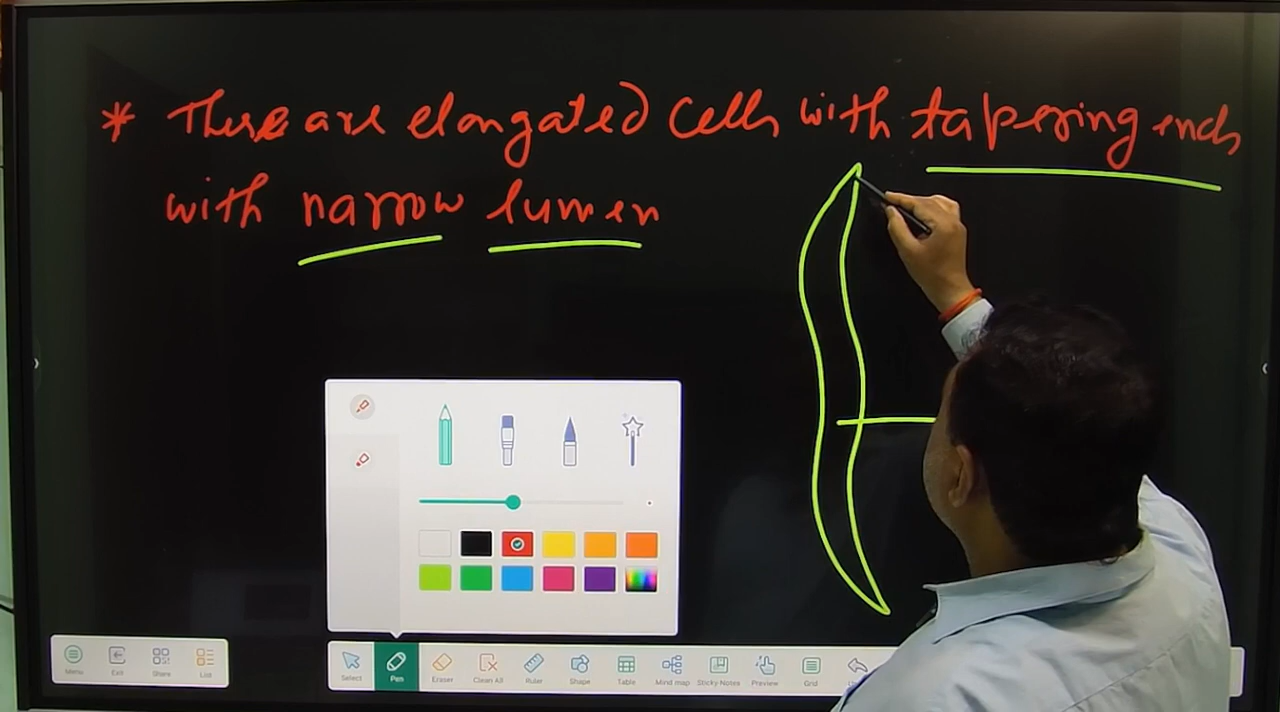 * These are elongated cells with tapering ends
with narrow lumen
Menu Exit Share List
Select Pen Eraser Clean All Ruler Shape Table Mind map Sticky Notes Preview Grid